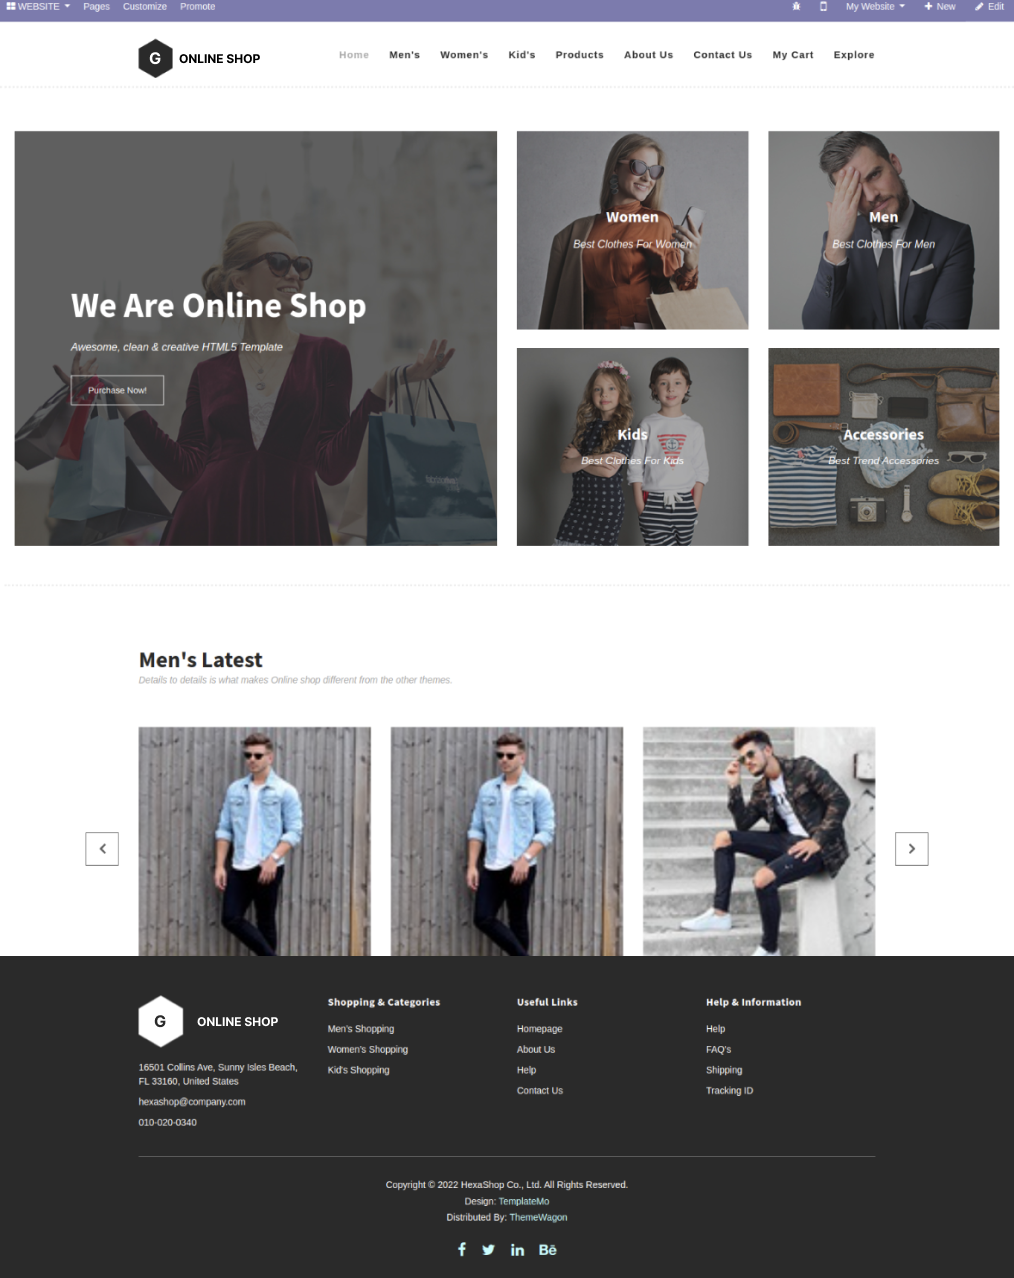 WEBSITE Pages Customize Promote My Website New Edit
G ONLINE SHOP Home Men's Women's Kid's Products About Us Contact Us My Cart Explore
We Are Online Shop
Awesome, clean & creative HTML5 Template
Purchase Now!
Women
Best Clothes For Women
Men
Best Clothes For Men
Kids
Best Clothes For Kids
Accessories
Best Trend Accessories
Men's Latest
Details to details is what makes Online shop different from the other themes.
G ONLINE SHOP
16501 Collins Ave, Sunny Isles Beach,
FL 33160, United States
hexashop@company.com
010-020-0340
Shopping & Categories
Men's Shopping
Women's Shopping
Kid's Shopping
Useful Links
Homepage
About Us
Help
Contact Us
Help & Information
Help
FAQ's
Shipping
Tracking ID
Copyright © 2022 HexaShop Co., Ltd. All Rights Reserved.
Design: TemplateMo
Distributed By: ThemeWagon